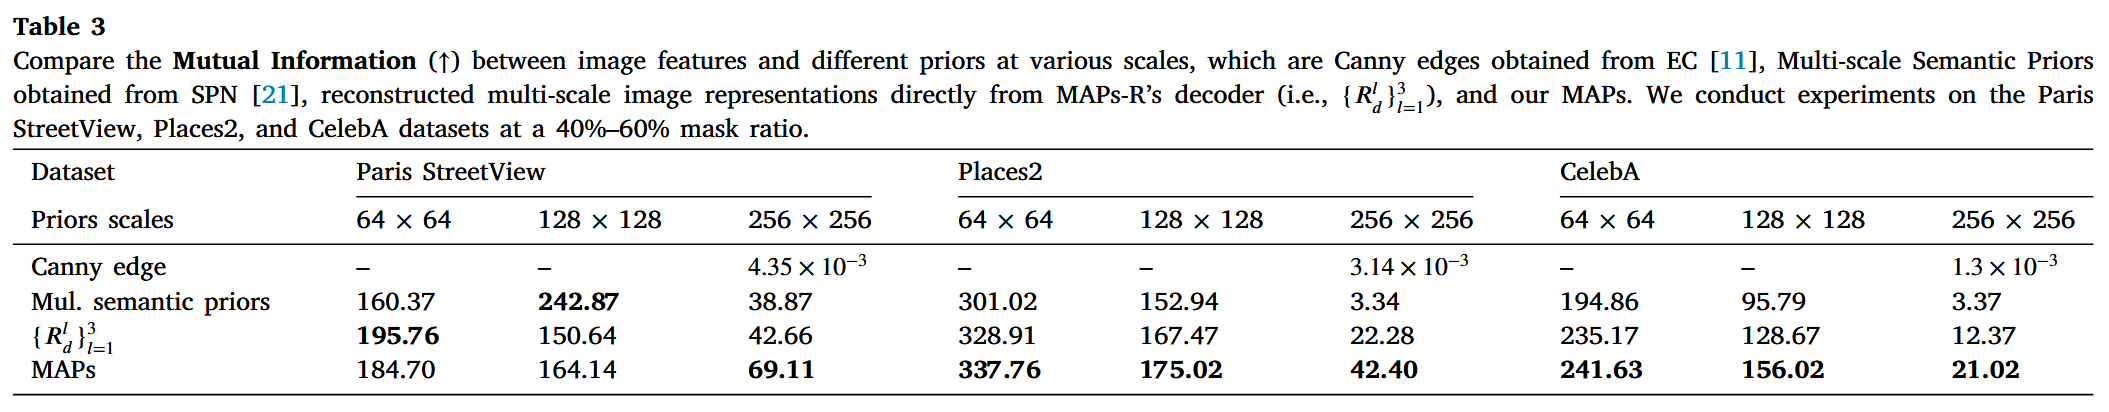 Table 3
Compare the Mutual Information (↑) between image features and different priors at various scales, which are Canny edges obtained from EC [11], Multi-scale Semantic Priors
obtained from SPN [21], reconstructed multi-scale image representations directly from MAPs-R's decoder (i.e., {R_d^l}_{l=1}^3), and our MAPs. We conduct experiments on the Paris
StreetView, Places2, and CelebA datasets at a 40%–60% mask ratio.
Dataset Paris StreetView Places2 CelebA
Priors scales 64 × 64 128 × 128 256 × 256 64 × 64 128 × 128 256 × 256 64 × 64 128 × 128 256 × 256
Canny edge – – 4.35 × 10⁻³ – – 3.14 × 10⁻³ – – 1.3 × 10⁻³
Mul. semantic priors 160.37 242.87 38.87 301.02 152.94 3.34 194.86 95.79 3.37
{R_d^l}_{l=1}^3 195.76 150.64 42.66 328.91 167.47 22.28 235.17 128.67 12.37
MAPs 184.70 164.14 69.11 337.76 175.02 42.40 241.63 156.02 21.02